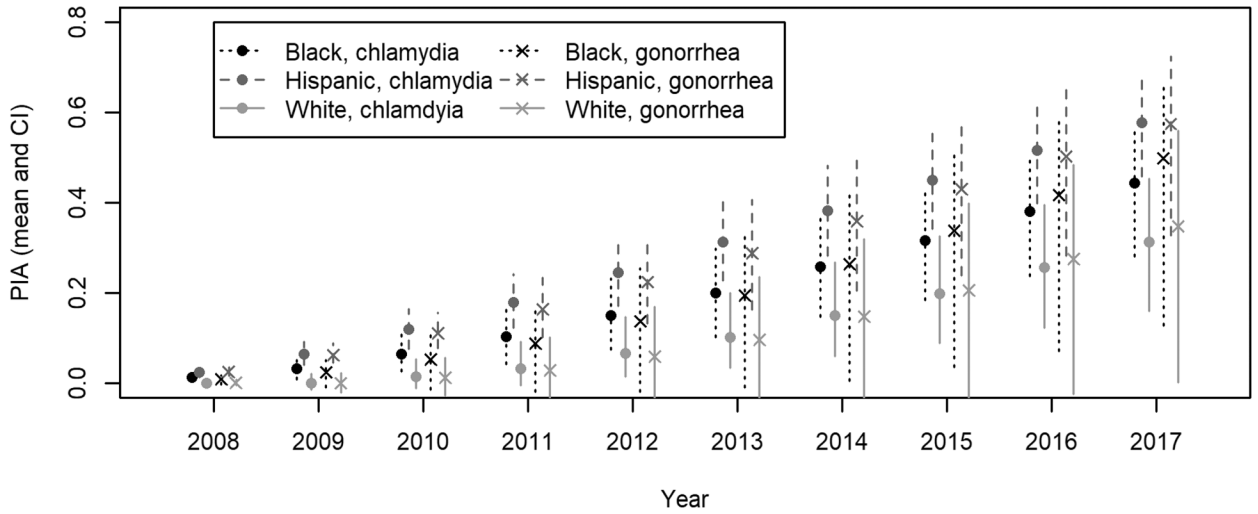 0.8
Black, chlamydia Black, gonorrhea
Hispanic, chlamydia Hispanic, gonorrhea
White, chlamdyia White, gonorrhea
0.6
PIA (mean and CI)
0.4
0.2
0.0
2008 2009 2010 2011 2012 2013 2014 2015 2016 2017
Year